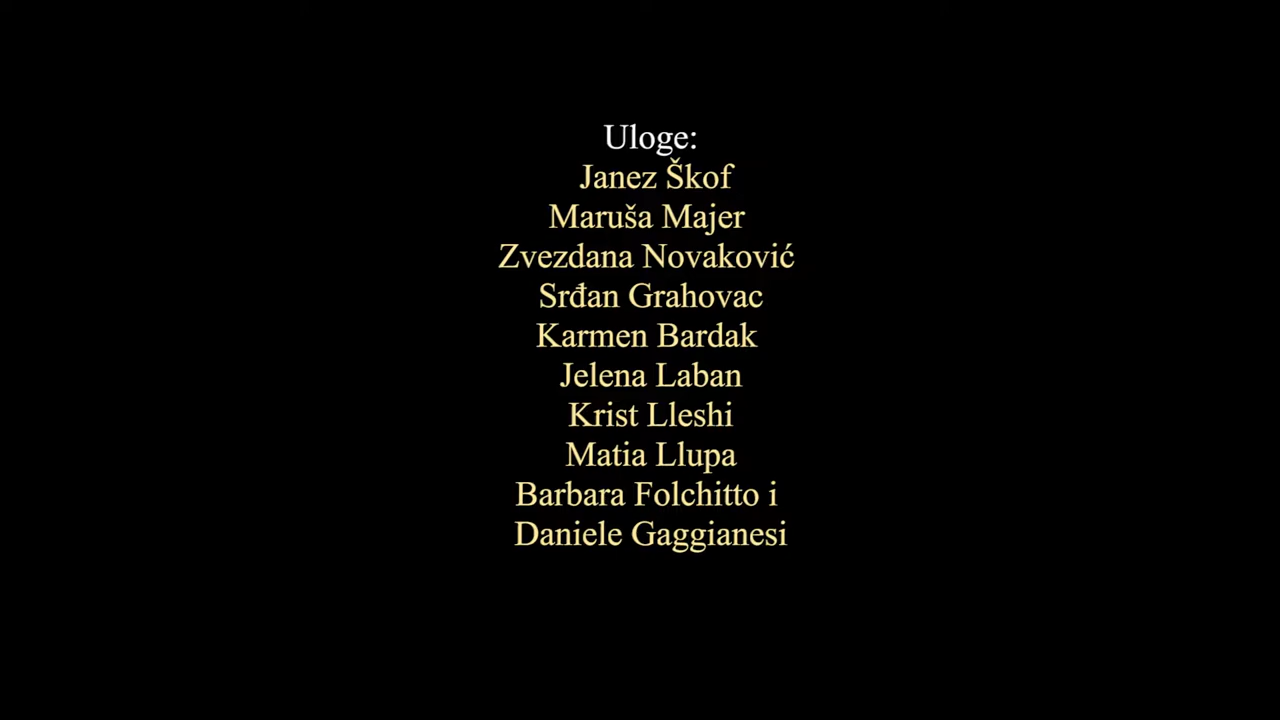 Uloge:
Janez Škof
Maruša Majer
Zvezdana Novaković
Srđan Grahovac
Karmen Bardak
Jelena Laban
Krist Lleshi
Matia Llupa
Barbara Folchitto i
Daniele Gaggianesi